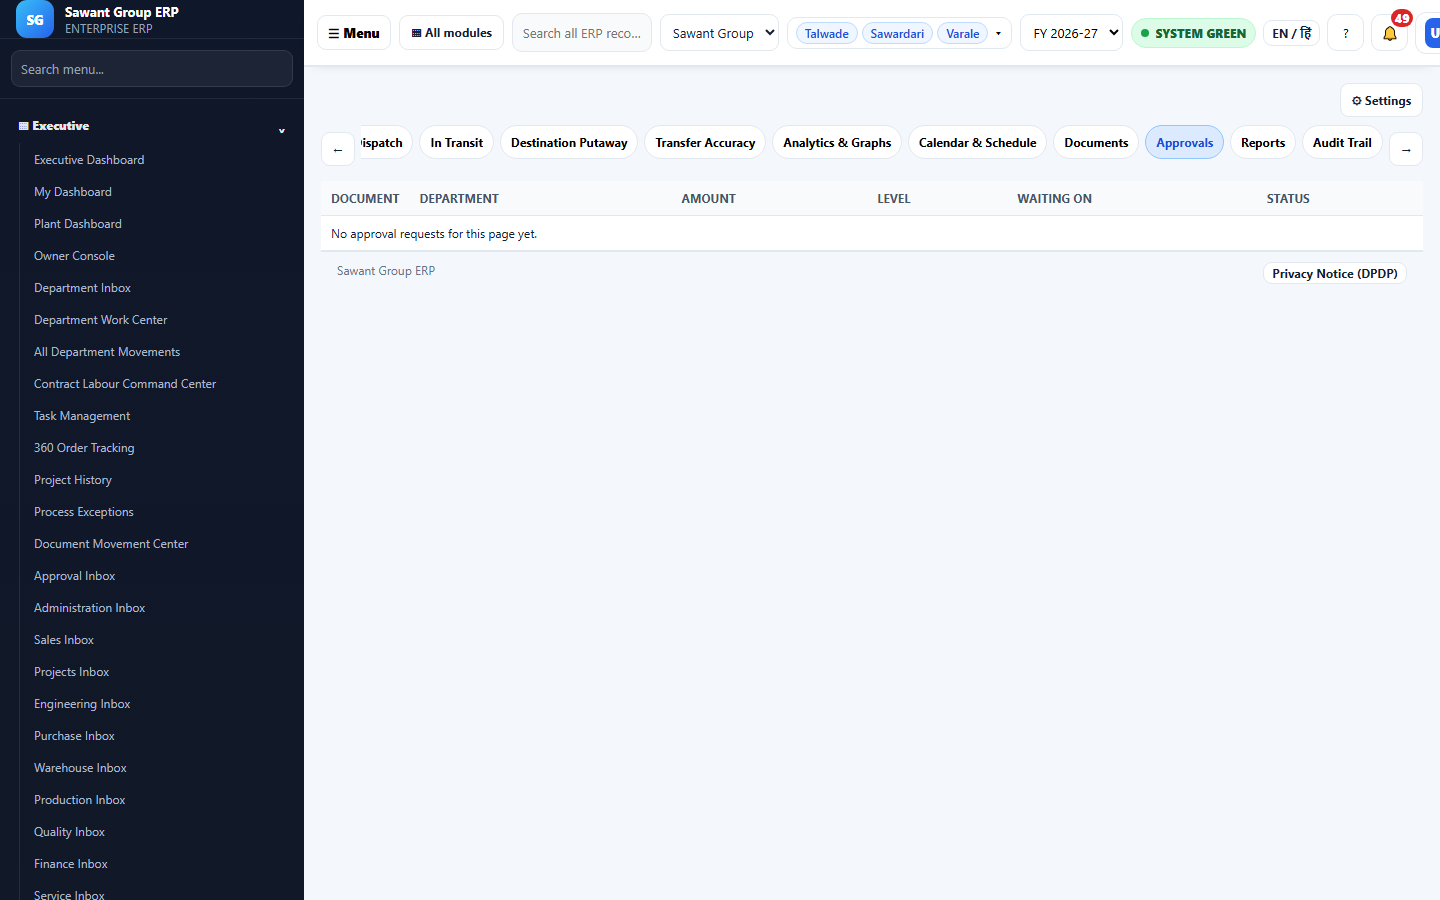 SG
Sawant Group ERP
ENTERPRISE ERP
Search menu...
Executive
Executive Dashboard
My Dashboard
Plant Dashboard
Owner Console
Department Inbox
Department Work Center
All Department Movements
Contract Labour Command Center
Task Management
360 Order Tracking
Project History
Process Exceptions
Document Movement Center
Approval Inbox
Administration Inbox
Sales Inbox
Projects Inbox
Engineering Inbox
Purchase Inbox
Warehouse Inbox
Production Inbox
Quality Inbox
Finance Inbox
Service Inbox
☰ Menu
All modules
Search all ERP reco...
Sawant Group
Talwade Sawardari Varale
FY 2026-27
SYSTEM GREEN
EN / हिं
?
49
U
⚙ Settings
←
ispatch
In Transit
Destination Putaway
Transfer Accuracy
Analytics & Graphs
Calendar & Schedule
Documents
Approvals
Reports
Audit Trail
→
DOCUMENT DEPARTMENT AMOUNT LEVEL WAITING ON STATUS
No approval requests for this page yet.
Sawant Group ERP
Privacy Notice (DPDP)